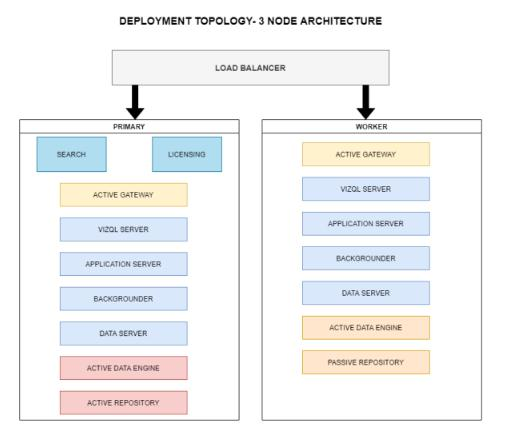 DEPLOYMENT TOPOLOGY- 3 NODE ARCHITECTURE
LOAD BALANCER
PRIMARY
SEARCH
LICENSING
ACTIVE GATEWAY
VIZQL SERVER
APPLICATION SERVER
BACKGROUNDER
DATA SERVER
ACTIVE DATA ENGINE
ACTIVE REPOSITORY
WORKER
ACTIVE GATEWAY
VIZQL SERVER
APPLICATION SERVER
BACKGROUNDER
DATA SERVER
ACTIVE DATA ENGINE
PASSIVE REPOSITORY